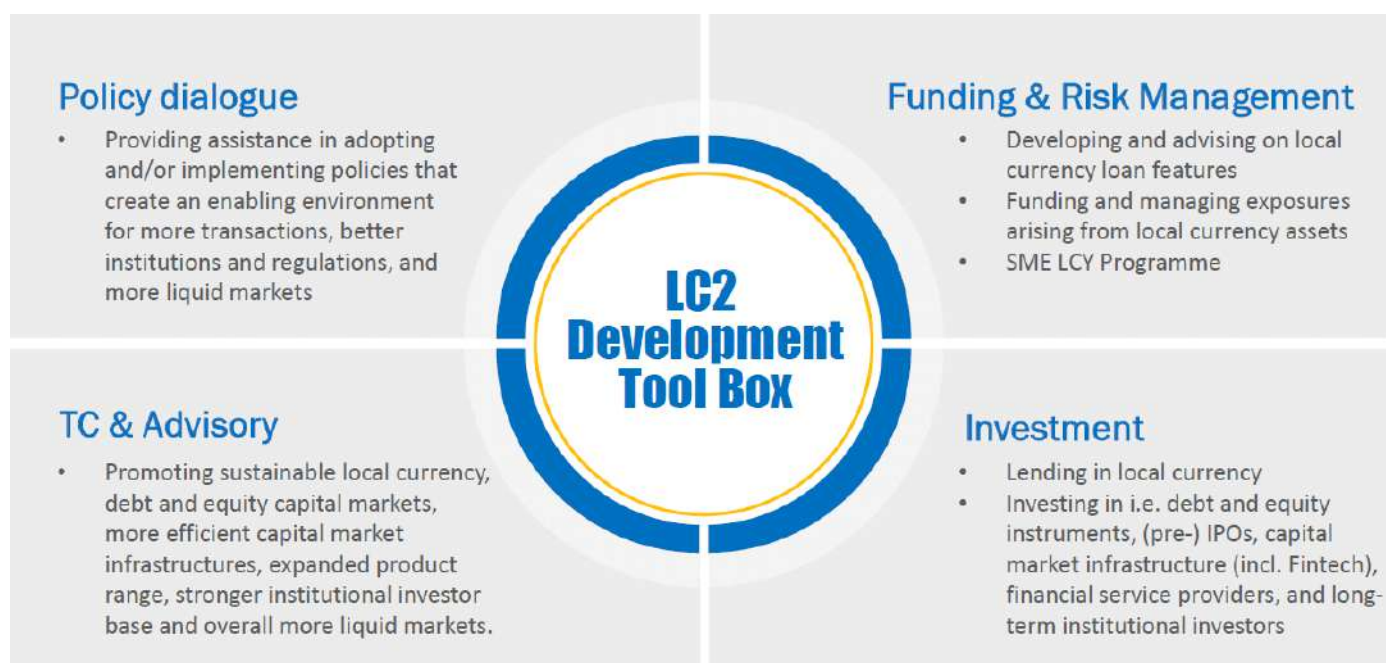 Policy dialogue
• Providing assistance in adopting
and/or implementing policies that
create an enabling environment
for more transactions, better
institutions and regulations, and
more liquid markets
Funding & Risk Management
• Developing and advising on local
currency loan features
• Funding and managing exposures
arising from local currency assets
• SME LCY Programme
LC2
Development
Tool Box
TC & Advisory
• Promoting sustainable local currency,
debt and equity capital markets,
more efficient capital market
infrastructures, expanded product
range, stronger institutional investor
base and overall more liquid markets.
Investment
• Lending in local currency
• Investing in i.e. debt and equity
instruments, (pre-) IPOs, capital
market infrastructure (incl. Fintech),
financial service providers, and long-
term institutional investors